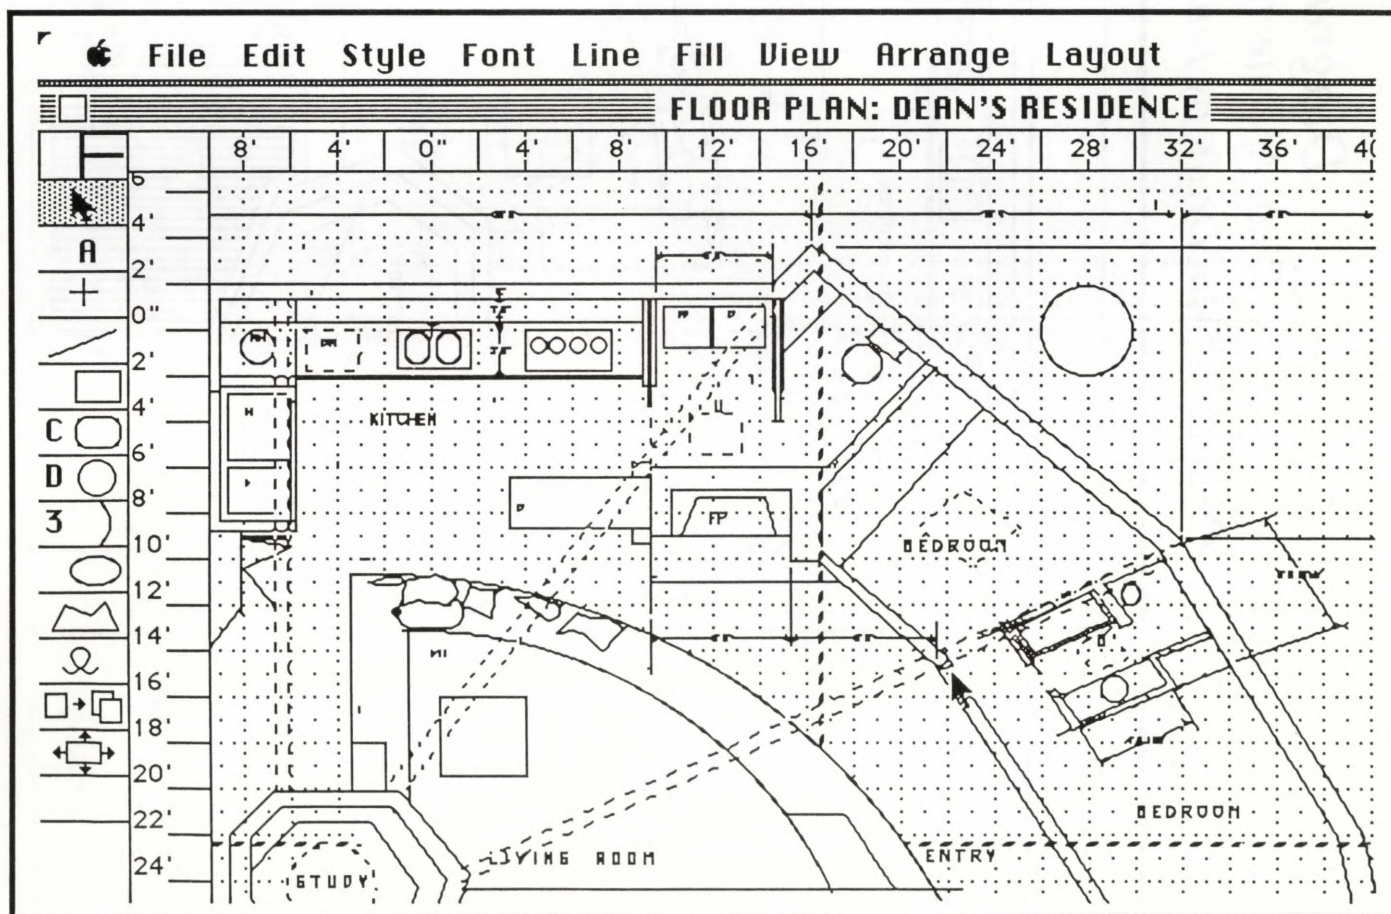 File Edit Style Font Line Fill View Arrange Layout
FLOOR PLAN: DEAN'S RESIDENCE
8' 4' 0" 4' 8' 12' 16' 20' 24' 28' 32' 36' 40
6
4'
A
2'
0"
2'
4'
C
6'
D
8'
3
10'
12'
14'
16'
18'
20'
22'
24'
KITCHEN
FP
BEDROOM
BEDROOM
LIVING ROOM
ENTRY
STUDY